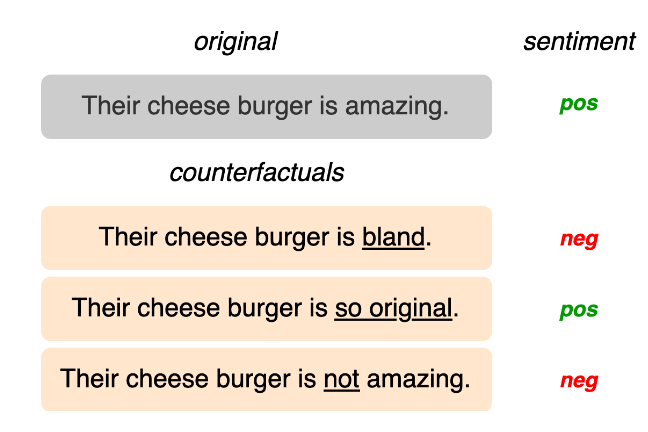 original sentiment
Their cheese burger is amazing. pos
counterfactuals
Their cheese burger is bland. neg
Their cheese burger is so original. pos
Their cheese burger is not amazing. neg